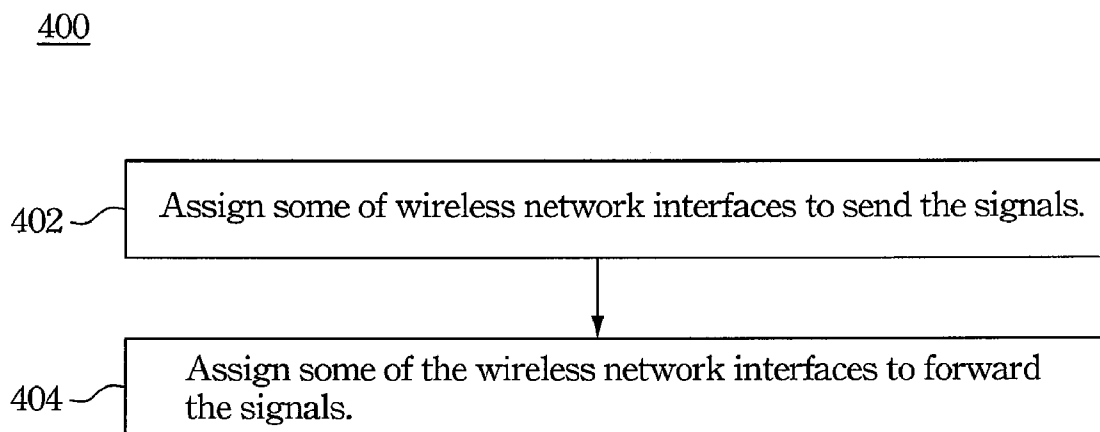 400
402
Assign some of wireless network interfaces to send the signals.
404
Assign some of the wireless network interfaces to forward
the signals.